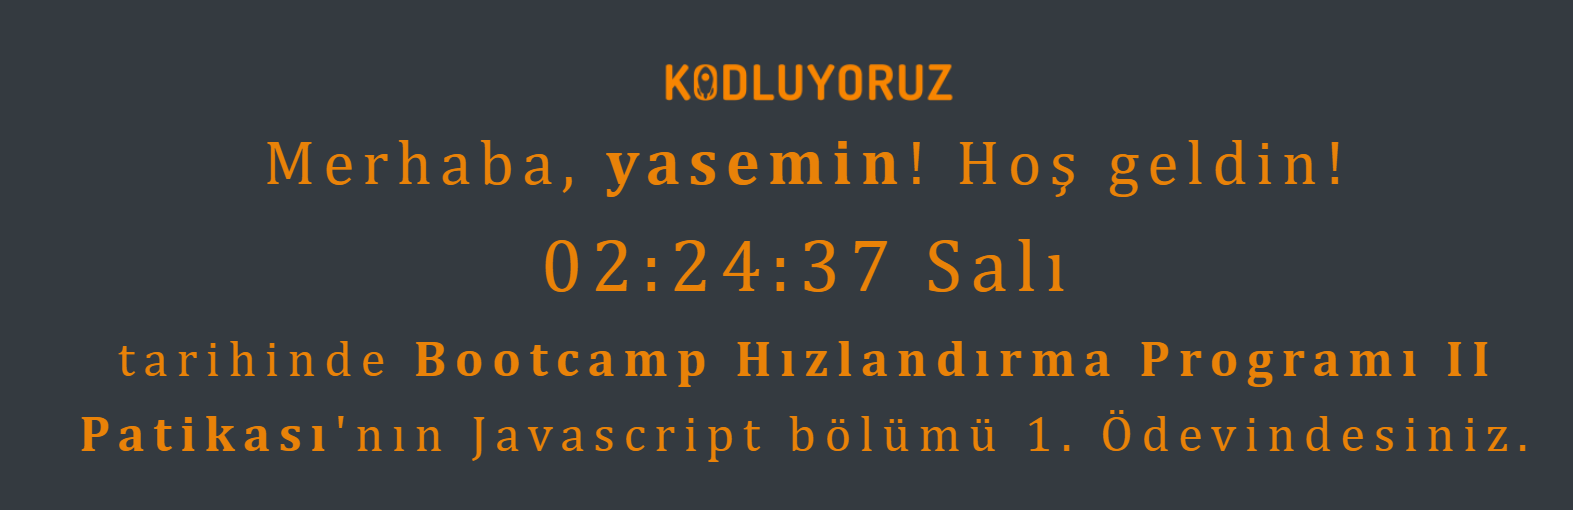 KODLUYORUZ
Merhaba, yasemin! Hoş geldin!
02:24:37 Salı
tarihinde Bootcamp Hızlandırma Programı II
Patikası'nın Javascript bölümü 1. Ödevindesiniz.